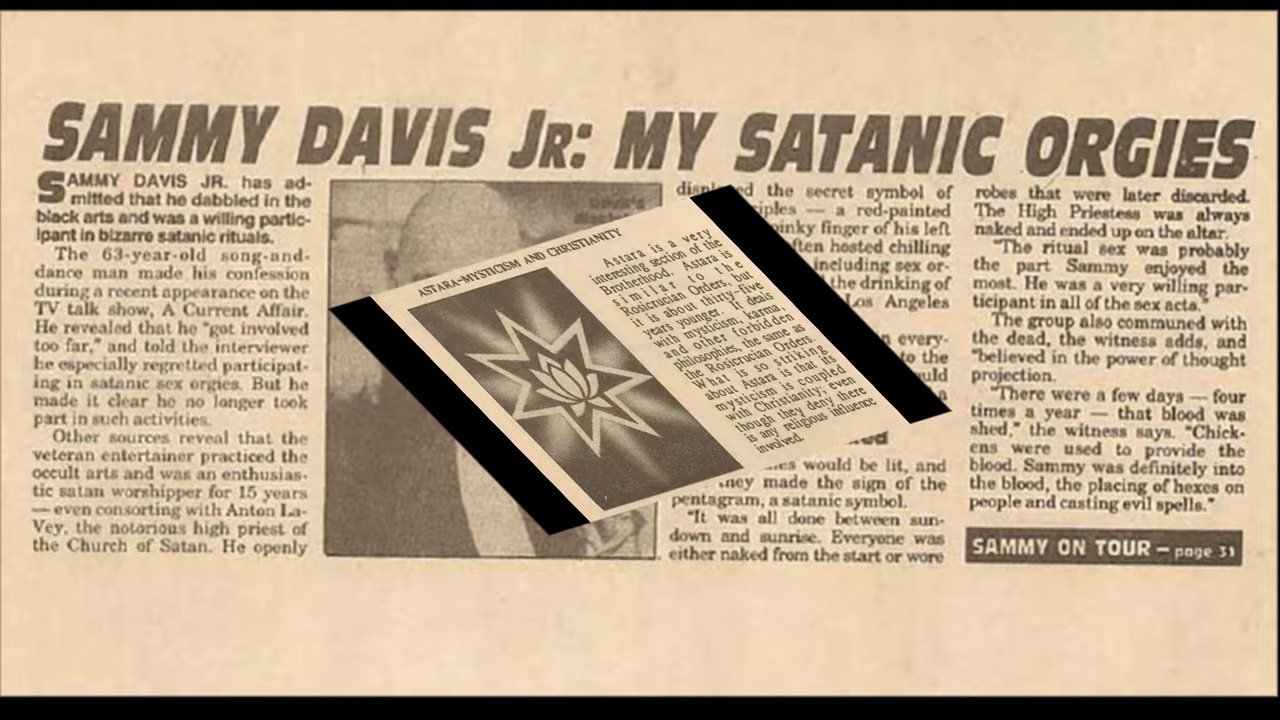 SAMMY DAVIS JR: MY SATANIC ORGIES
SAMMY DAVIS JR. has ad-
mitted that he dabbled in the
black arts and was a willing partic-
ipant in bizarre satanic rituals.
The 63-year-old song-and-
dance man made his confession
during a recent appearance on the
TV talk show, A Current Affair.
He revealed that he "got involved
too far," and told the interviewer
he especially regretted participat-
ing in satanic sex orgies. But he
made it clear he no longer took
part in such activities.
Other sources reveal that the
veteran entertainer practiced the
occult arts and was an enthusias-
tic satan worshipper for 15 years
— even consorting with Anton La-
Vey, the notorious high priest of
the Church of Satan. He openly
ASTARA-MYSTICISM AND CHRISTIANITY
Astara is a very
interesting section of the
Brotherhood. Astara is
similar to the
Rosicrucian Orders, but
it is about thirty-five
years younger. It deals
with mysticism, karma,
and other forbidden
philosophies, the same as
the Rosicrucian Orders.
What is so striking
about Astara is that its
mysticism is coupled
with Christianity; even
though they deny there
is any religious influence
involved.
the secret symbol of
— a red-painted
pinky finger of his left
often hosted chilling
including sex or-
the drinking of
Los Angeles
every-
to the
a
would be lit, and
they made the sign of the
pentagram, a satanic symbol.
"It was all done between sun-
down and sunrise. Everyone was
either naked from the start or wore
robes that were later discarded.
The High Priestess was always
naked and ended up on the altar.
"The ritual sex was probably
the part Sammy enjoyed the
most. He was a very willing par-
ticipant in all of the sex acts."
The group also communed with
the dead, the witness adds, and
"believed in the power of thought
projection.
"There were a few days — four
times a year — that blood was
shed," the witness says. "Chick-
ens were used to provide the
blood. Sammy was definitely into
the blood, the placing of hexes on
people and casting evil spells."
SAMMY ON TOUR — page 31